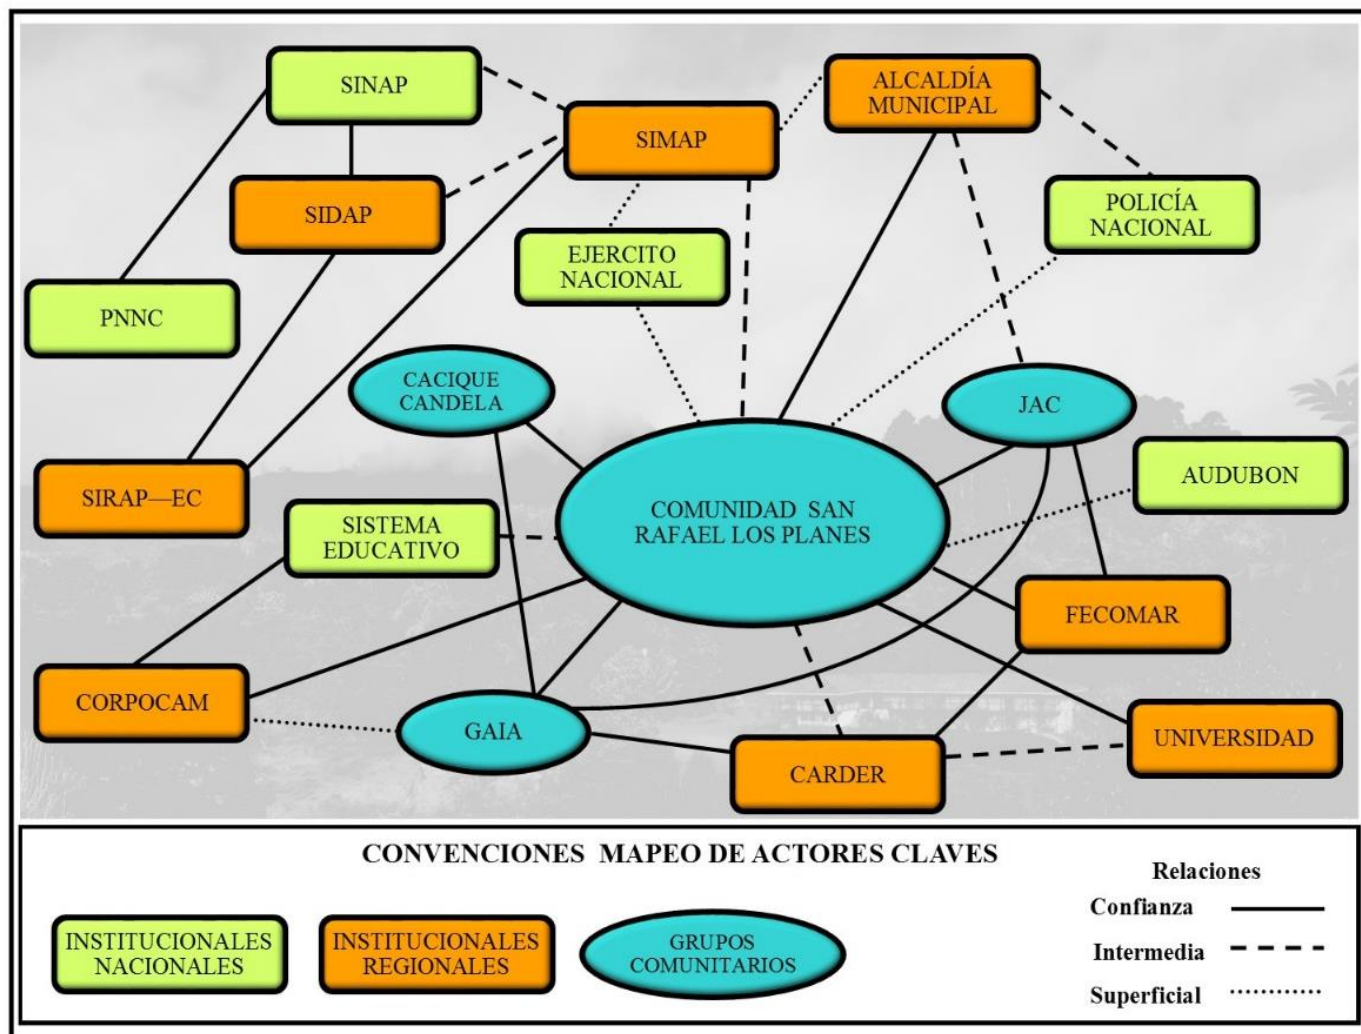 SINAP
ALCALDÍA
MUNICIPAL
SIMAP
SIDAP
POLICÍA
NACIONAL
EJERCITO
NACIONAL
PNNC
CACIQUE
CANDELA
JAC
AUDUBON
SIRAP—EC
COMUNIDAD SAN
RAFAEL LOS PLANES
SISTEMA
EDUCATIVO
FECOMAR
CORPOCAM
GAIA
UNIVERSIDAD
CARDER
CONVENCIONES MAPEO DE ACTORES CLAVES
INSTITUCIONALES
NACIONALES
INSTITUCIONALES
REGIONALES
GRUPOS
COMUNITARIOS
Relaciones
Confianza
Intermedia
Superficial